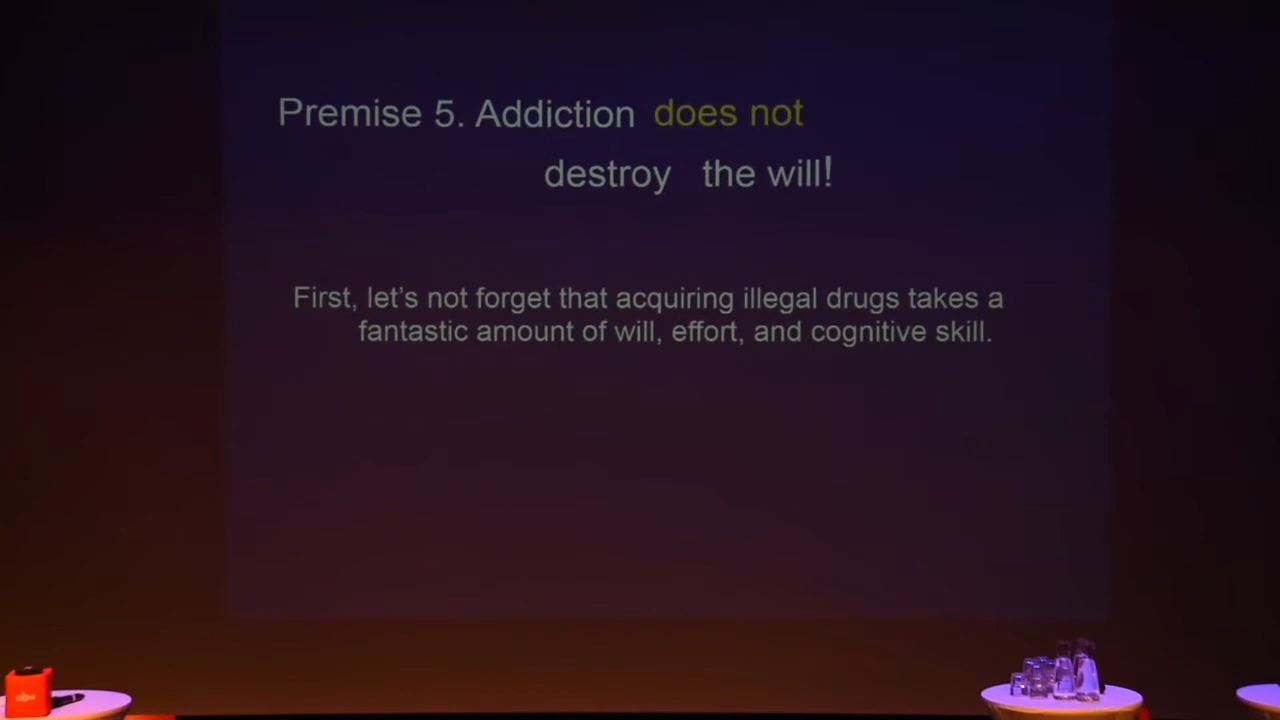 Premise 5. Addiction does not
destroy the will!
First, let's not forget that acquiring illegal drugs takes a
fantastic amount of will, effort, and cognitive skill.